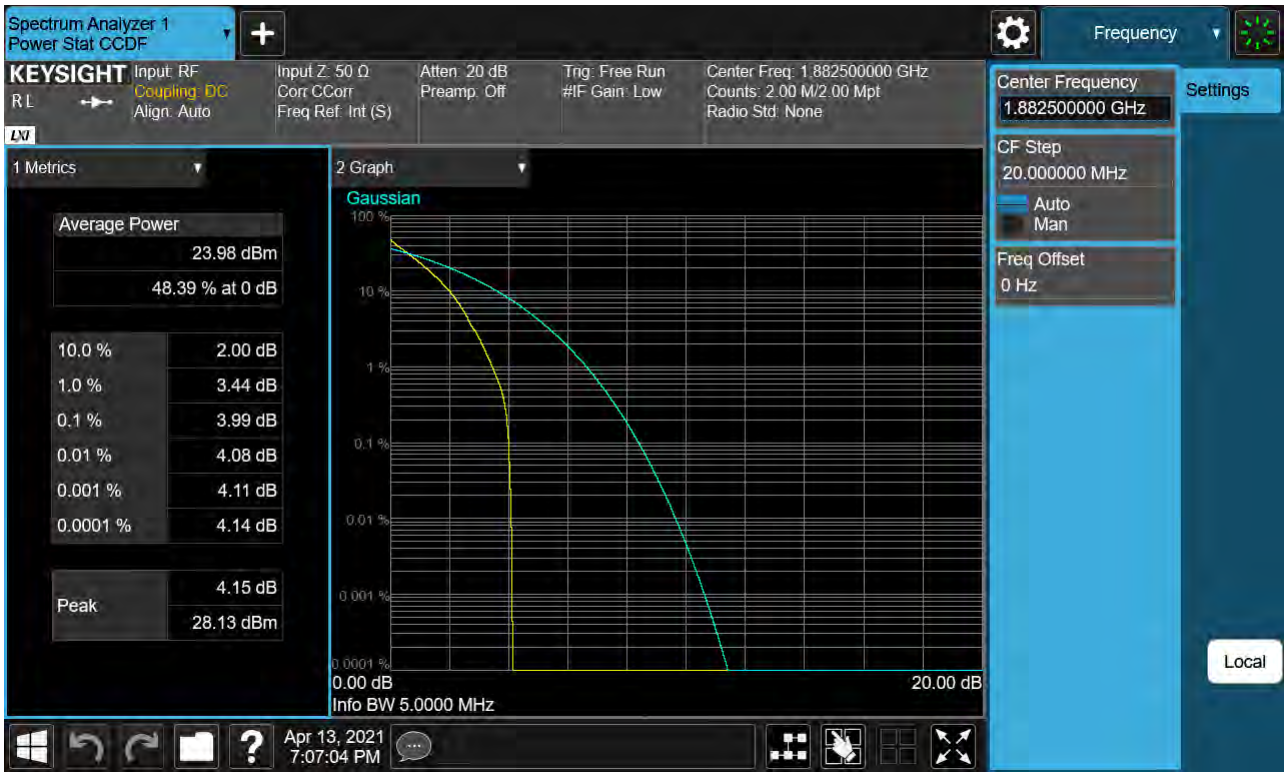 Spectrum Analyzer 1
Power Stat CCDF
+
Frequency
KEYSIGHT
RL
LXI
Input: RF
Coupling: DC
Align: Auto
Input Z: 50 Ω
Corr CCorr
Freq Ref: Int (S)
Atten: 20 dB
Preamp: Off
Trig: Free Run
#IF Gain: Low
Center Freq: 1.882500000 GHz
Counts: 2.00 M/2.00 Mpt
Radio Std: None
Center Frequency
1.882500000 GHz
Settings
CF Step
20.000000 MHz
Auto
Man
Freq Offset
0 Hz
Local
1 Metrics
Average Power
23.98 dBm
48.39 % at 0 dB
10.0 % 2.00 dB
1.0 % 3.44 dB
0.1 % 3.99 dB
0.01 % 4.08 dB
0.001 % 4.11 dB
0.0001 % 4.14 dB
Peak
4.15 dB
28.13 dBm
2 Graph
Gaussian
100 %
10 %
1 %
0.1 %
0.01 %
0.001 %
0.0001 %
0.00 dB 20.00 dB
Info BW 5.0000 MHz
?
Apr 13, 2021
7:07:04 PM